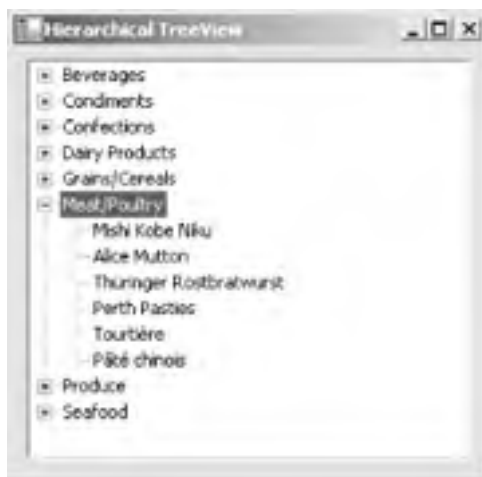 Hierarchical TreeView
Beverages
Condiments
Confections
Dairy Products
Grains/Cereals
Meat/Poultry
Mishi Kobe Niku
Alice Mutton
Thüringer Rostbratwurst
Perth Pasties
Tourtière
Pâté chinois
Produce
Seafood